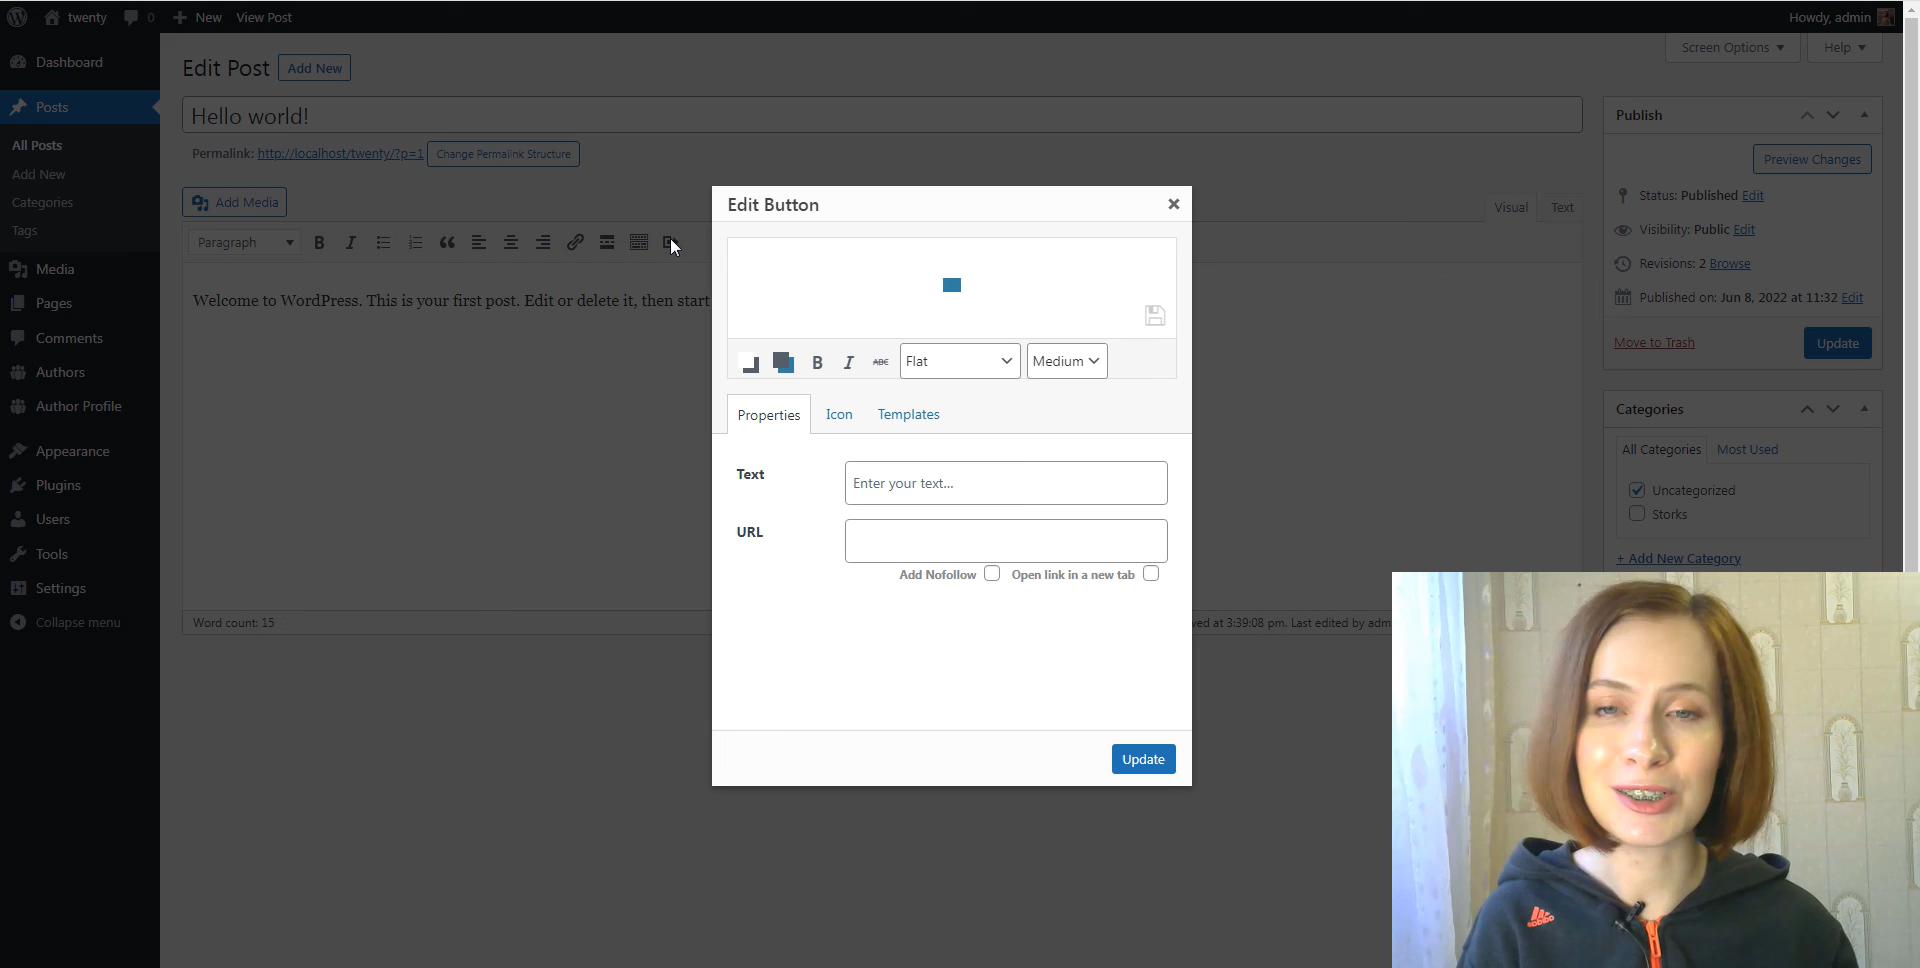 twenty 0 New View Post Howdy, admin
Screen Options Help
Dashboard
Posts
All Posts
Add New
Categories
Tags
Media
Pages
Comments
Authors
Author Profile
Appearance
Plugins
Users
Tools
Settings
Collapse menu
Edit Post Add New
Hello world!
Permalink: http://localhost/twenty/?p=1 Change Permalink Structure
Add Media
Visual Text
Paragraph B I
Welcome to WordPress. This is your first post. Edit or delete it, then start
Word count: 15
ved at 3:39:08 pm. Last edited by adm
Edit Button
B I ABC Flat Medium
Properties Icon Templates
Text Enter your text...
URL
Add Nofollow Open link in a new tab
Update
Publish
Preview Changes
Status: Published Edit
Visibility: Public Edit
Revisions: 2 Browse
Published on: Jun 8, 2022 at 11:32 Edit
Move to Trash Update
Categories
All Categories Most Used
Uncategorized
Storks
+ Add New Category
adidas